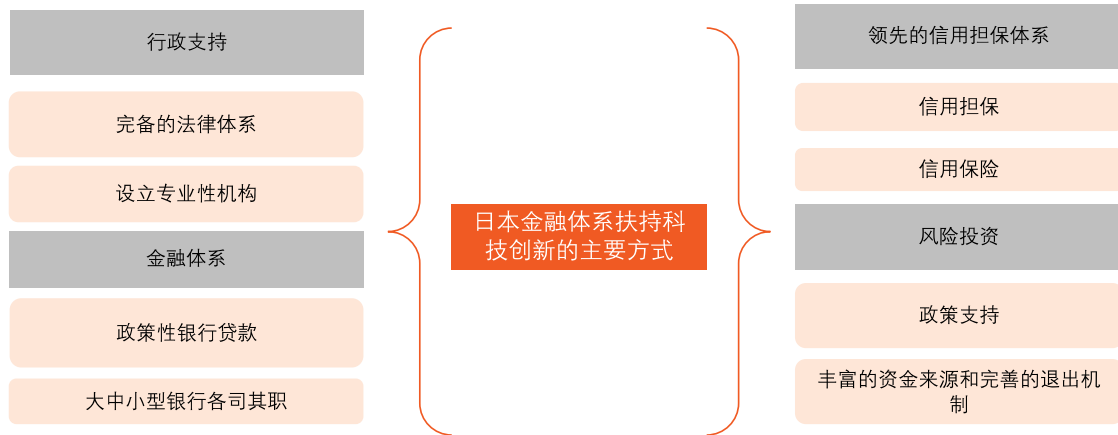 行政支持
完备的法律体系
设立专业性机构
金融体系
政策性银行贷款
大中小型银行各司其职
日本金融体系扶持科
技创新的主要方式
领先的信用担保体系
信用担保
信用保险
风险投资
政策支持
丰富的资金来源和完善的退出机
制